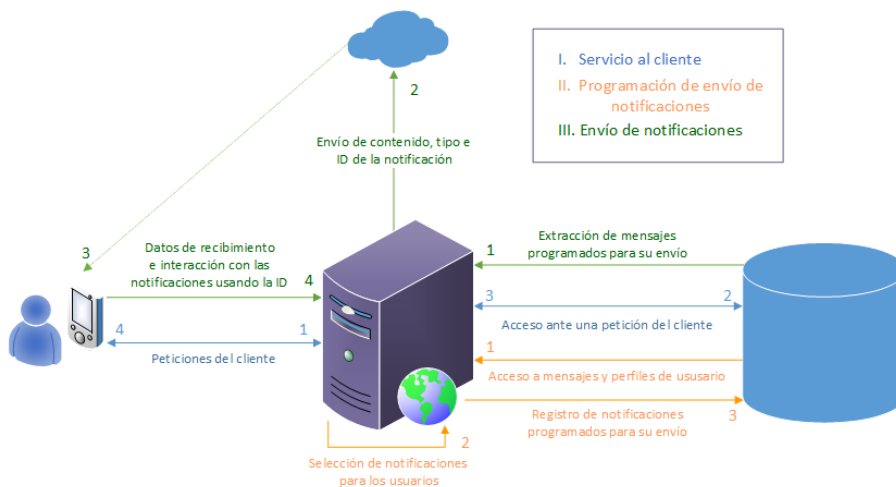 I. Servicio al cliente
II. Programación de envío de
notificaciones
III. Envío de notificaciones
2
Envío de contenido, tipo e
ID de la notificación
3
Datos de recibimiento
e interacción con las
notificaciones usando la ID
4
1
Extracción de mensajes
programados para su envío
4
1
Peticiones del cliente
3
2
Acceso ante una petición del cliente
1
Acceso a mensajes y perfiles de ususario
Registro de notificaciones
programados para su envío
3
2
Selección de notificaciones
para los usuarios